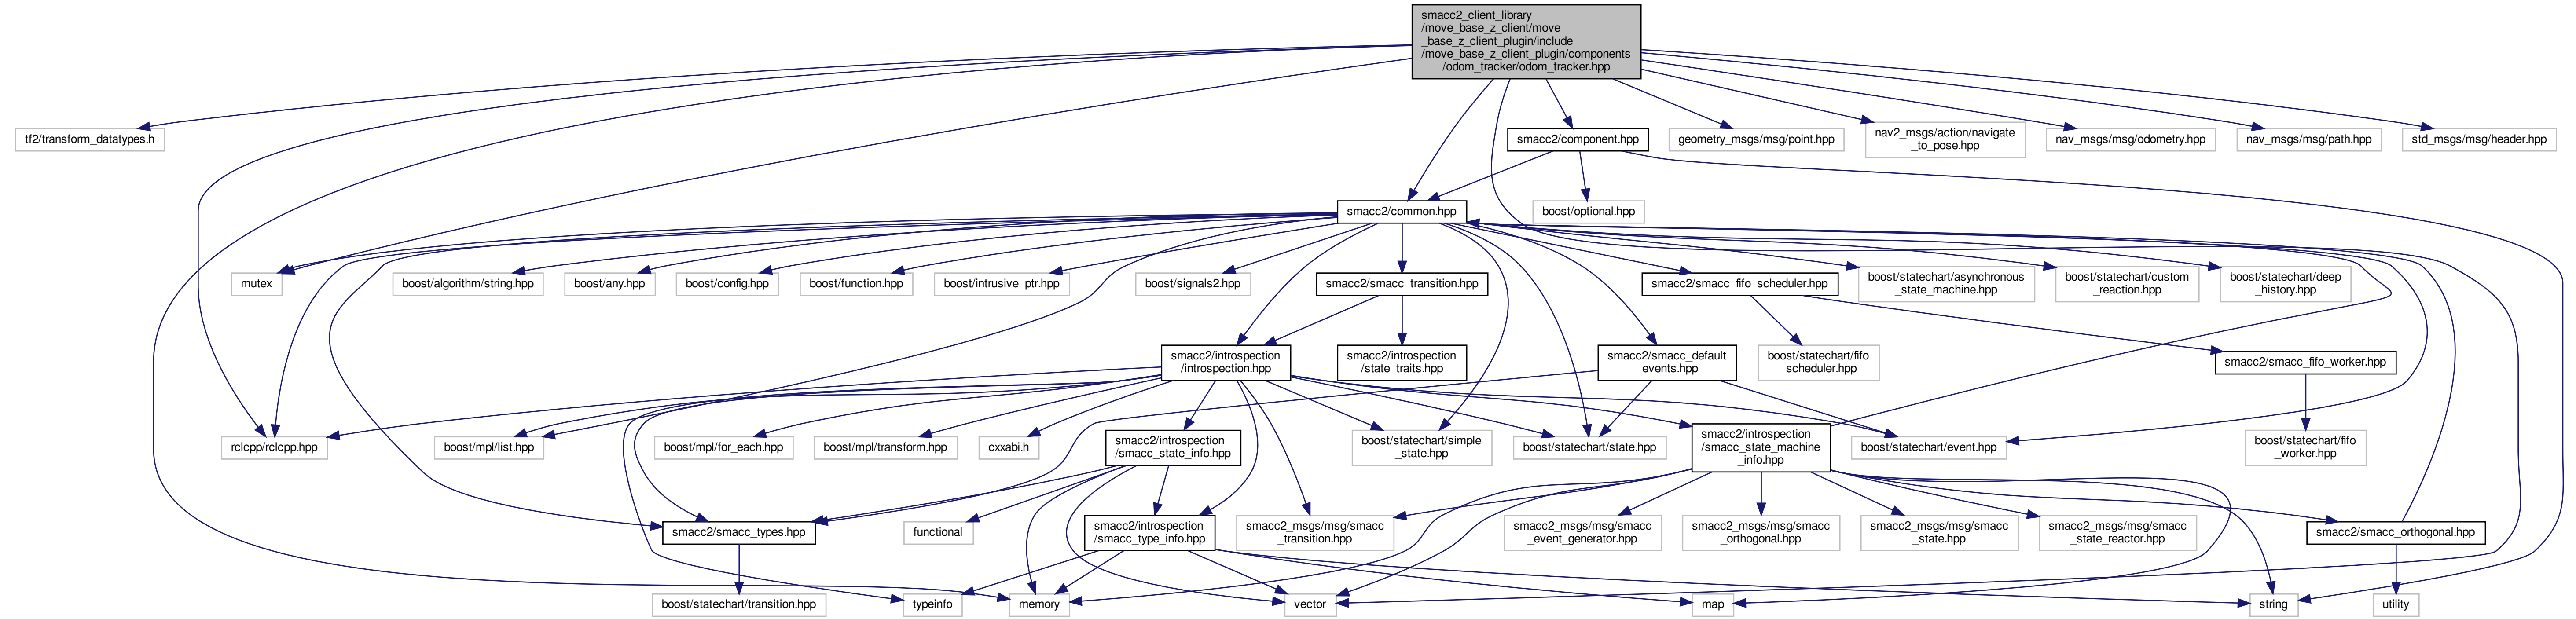 smacc2_client_library
/move_base_z_client/move
_base_z_client_plugin/include
/move_base_z_client_plugin/components
/odom_tracker/odom_tracker.hpp
tf2/transform_datatypes.h
smacc2/component.hpp
geometry_msgs/msg/point.hpp
nav2_msgs/action/navigate
_to_pose.hpp
nav_msgs/msg/odometry.hpp
nav_msgs/msg/path.hpp
std_msgs/msg/header.hpp
smacc2/common.hpp
boost/optional.hpp
mutex
boost/algorithm/string.hpp
boost/any.hpp
boost/config.hpp
boost/function.hpp
boost/intrusive_ptr.hpp
boost/signals2.hpp
smacc2/smacc_transition.hpp
smacc2/smacc_fifo_scheduler.hpp
boost/statechart/asynchronous
_state_machine.hpp
boost/statechart/custom
_reaction.hpp
boost/statechart/deep
_history.hpp
smacc2/introspection
/introspection.hpp
smacc2/introspection
/state_traits.hpp
smacc2/smacc_default
_events.hpp
boost/statechart/fifo
_scheduler.hpp
smacc2/smacc_fifo_worker.hpp
rclcpp/rclcpp.hpp
boost/mpl/list.hpp
boost/mpl/for_each.hpp
boost/mpl/transform.hpp
cxxabi.h
smacc2/introspection
/smacc_state_info.hpp
boost/statechart/simple
_state.hpp
boost/statechart/state.hpp
smacc2/introspection
/smacc_state_machine
_info.hpp
boost/statechart/event.hpp
boost/statechart/fifo
_worker.hpp
smacc2/smacc_types.hpp
functional
smacc2/introspection
/smacc_type_info.hpp
smacc2_msgs/msg/smacc
_transition.hpp
smacc2_msgs/msg/smacc
_event_generator.hpp
smacc2_msgs/msg/smacc
_orthogonal.hpp
smacc2_msgs/msg/smacc
_state.hpp
smacc2_msgs/msg/smacc
_state_reactor.hpp
smacc2/smacc_orthogonal.hpp
boost/statechart/transition.hpp
typeinfo
memory
vector
map
string
utility